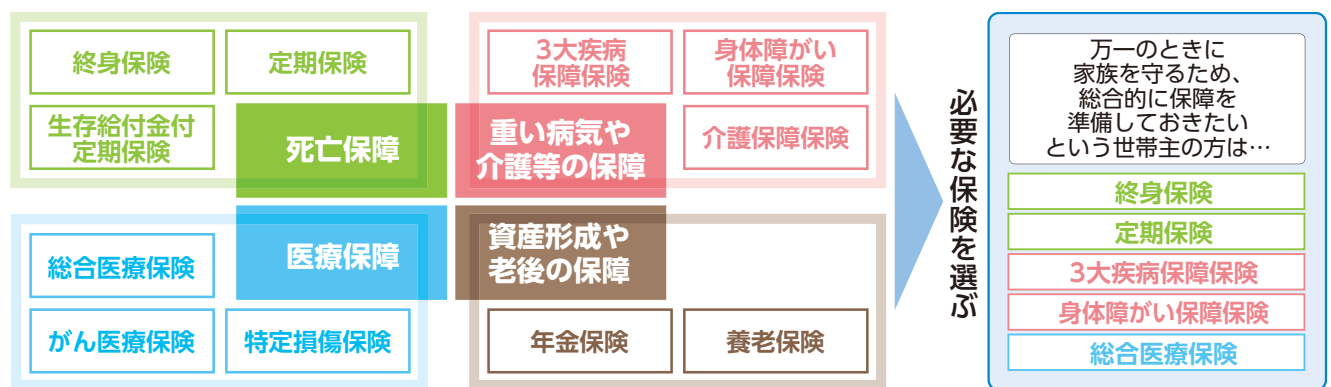 終身保険
定期保険
生存給付金付
定期保険
死亡保障
3大疾病
保障保険
身体障がい
保障保険
介護保障保険
重い病気や
介護等の保障
総合医療保険
がん医療保険
特定損傷保険
医療保障
資産形成や
老後の保障
年金保険
養老保険
必要な保険を選ぶ
万一のときに
家族を守るため、
総合的に保障を
準備しておきたい
という世帯主の方は…
終身保険
定期保険
3大疾病保障保険
身体障がい保障保険
総合医療保険